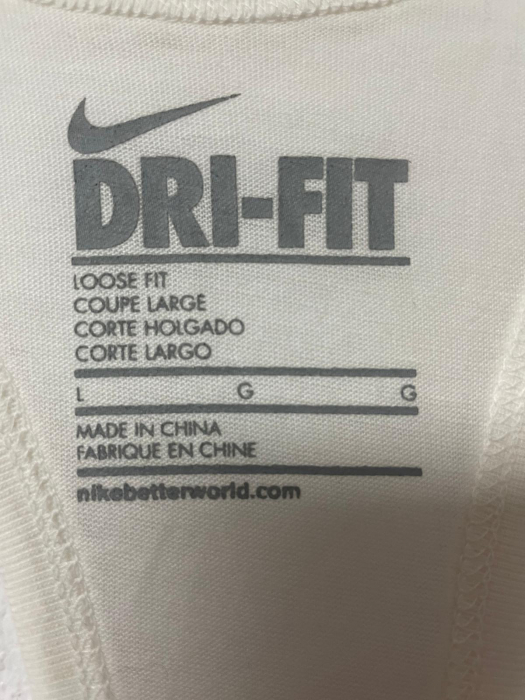 DRI-FIT
LOOSE FIT
COUPE LARGE
CORTE HOLGADO
CORTE LARGO
L G G
MADE IN CHINA
FABRIQUE EN CHINE
nikebetterworld.com